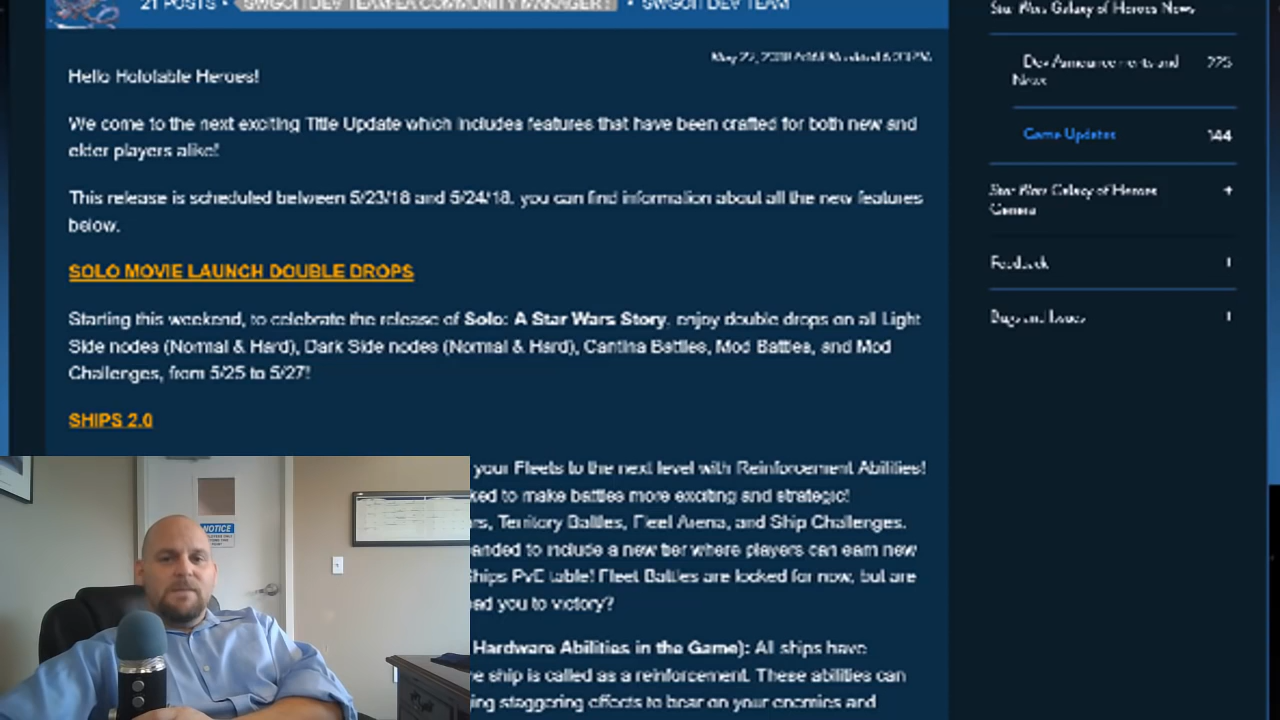 21 POSTS • SWGOH DEV TEAM EA COMMUNITY MANAGER • SWGOH DEV TEAM
Hello Holotable Heroes!
We come to the next exciting Title Update which includes features that have been crafted for both new and
elder players alike!
This release is scheduled between 5/23/18 and 5/24/18. you can find information about all the new features
below.
SOLO MOVIE LAUNCH DOUBLE DROPS
Starting this weekend, to celebrate the release of Solo: A Star Wars Story, enjoy double drops on all Light
Side nodes (Normal & Hard), Dark Side nodes (Normal & Hard), Cantina Battles, Mod Battles, and Mod
Challenges, from 5/25 to 5/27!
SHIPS 2.0
your Fleets to the next level with Reinforcement Abilities!
ked to make battles more exciting and strategic!
rs, Territory Battles, Fleet Arena, and Ship Challenges.
anded to include a new tier where players can earn new
hips PvE table! Fleet Battles are locked for now, but are
ad you to victory?
Hardware Abilities in the Game): All ships have
e ship is called as a reinforcement. These abilities can
ing staggering effects to bear on your enemies and
Star Wars Galaxy of Heroes News
Dev Announcements and 225
News
Game Updates 144
Star Wars Galaxy of Heroes +
General
Feedback
Bugs and Issues
NOTICE